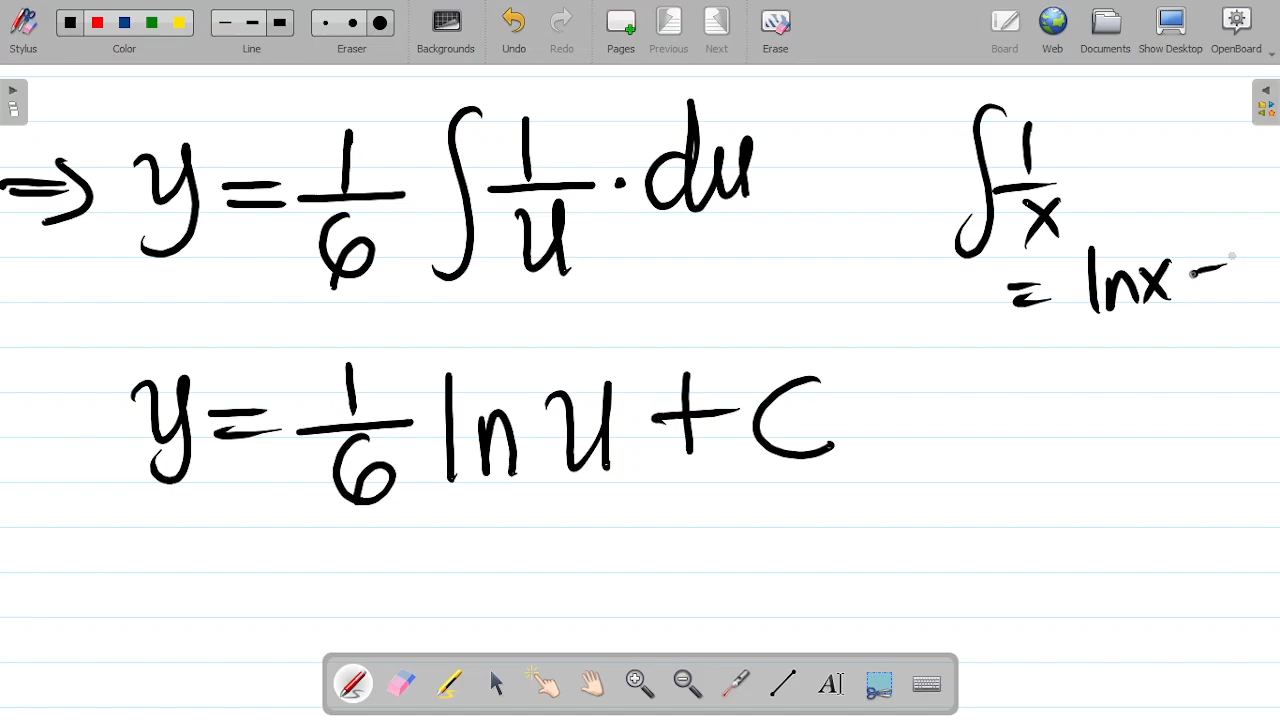 Stylus Color Line Eraser Backgrounds Undo Redo Pages Previous Next Erase Board Web Documents Show Desktop OpenBoard
⇒ y = 1/6 ∫ 1/u · du
∫ 1/x
= ln x −
y = 1/6 ln u + C